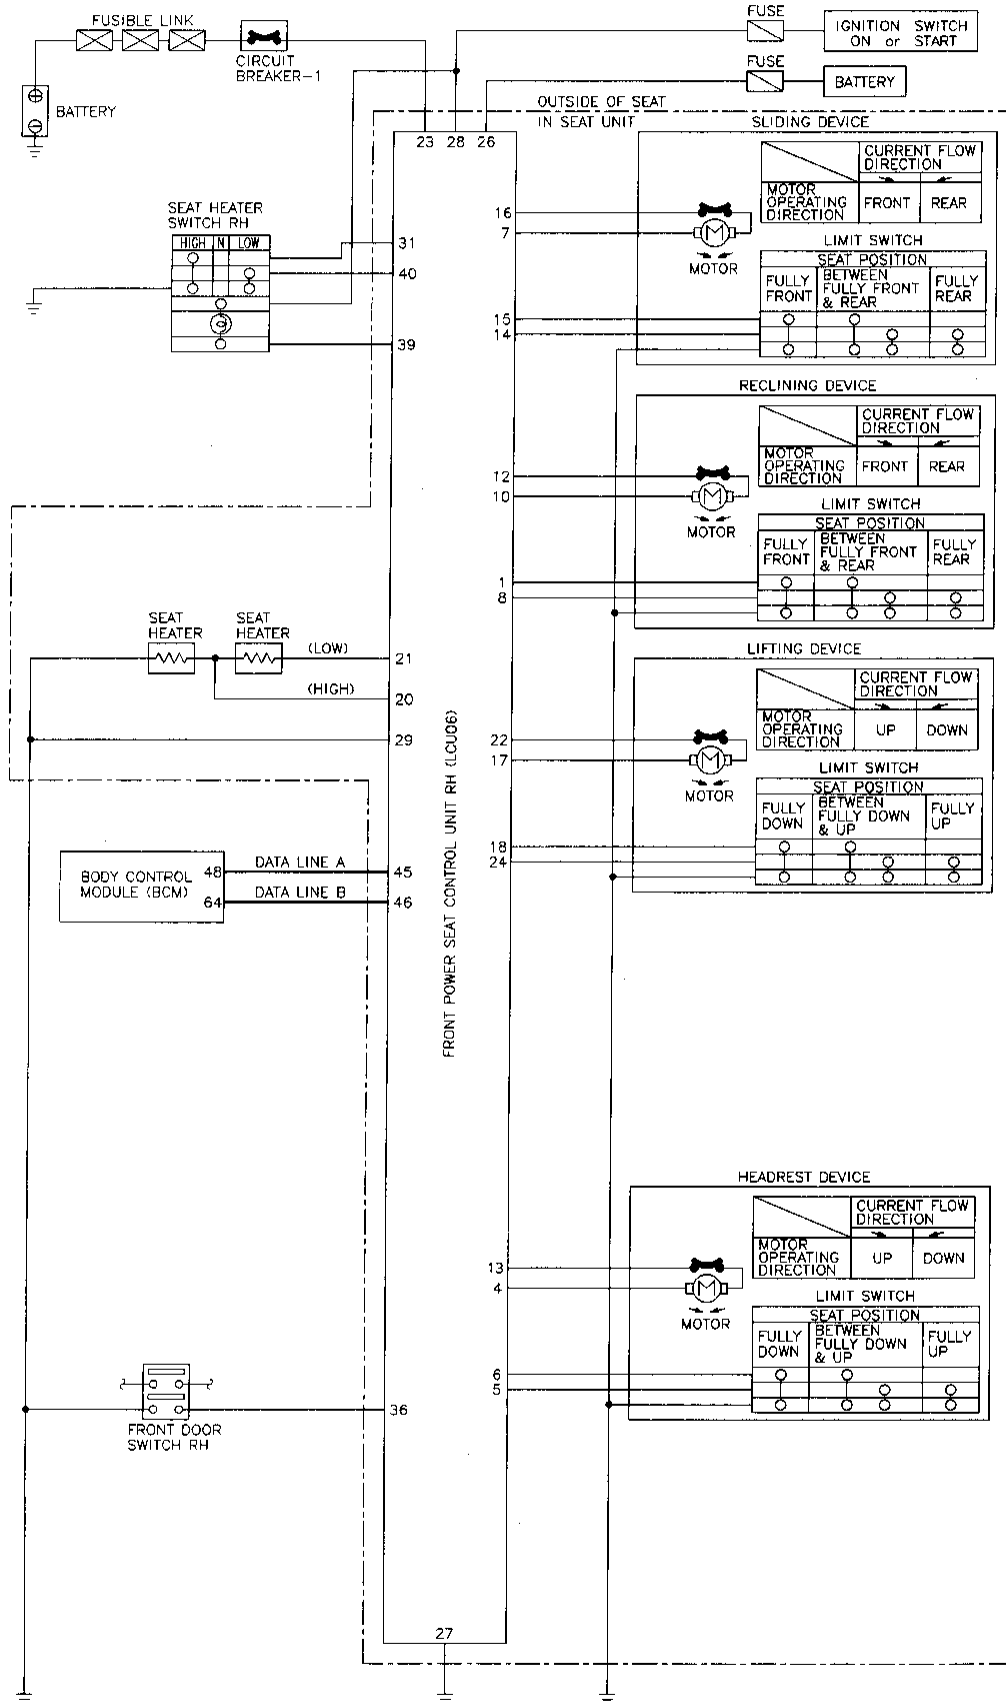 FUSIBLE LINK
CIRCUIT
BREAKER-1
BATTERY
FUSE
IGNITION SWITCH
ON or START
FUSE
BATTERY
OUTSIDE OF SEAT
IN SEAT UNIT
23 28 26
SEAT HEATER
SWITCH RH
HIGH N LOW
31
40
39
SEAT
HEATER
SEAT
HEATER
(LOW)
21
(HIGH)
20
29
BODY CONTROL
MODULE (BCM)
48
DATA LINE A
45
64
DATA LINE B
46
FRONT POWER SEAT CONTROL UNIT RH (LCU06)
FRONT DOOR
SWITCH RH
36
27
SLIDING DEVICE
CURRENT FLOW
DIRECTION
MOTOR
OPERATING
DIRECTION
FRONT
REAR
16
7
M
MOTOR
LIMIT SWITCH
SEAT POSITION
FULLY
FRONT
BETWEEN
FULLY FRONT
& REAR
FULLY
REAR
15
14
RECLINING DEVICE
CURRENT FLOW
DIRECTION
MOTOR
OPERATING
DIRECTION
FRONT
REAR
12
10
M
MOTOR
LIMIT SWITCH
SEAT POSITION
FULLY
FRONT
BETWEEN
FULLY FRONT
& REAR
FULLY
REAR
1
8
LIFTING DEVICE
CURRENT FLOW
DIRECTION
MOTOR
OPERATING
DIRECTION
UP
DOWN
22
17
M
MOTOR
LIMIT SWITCH
SEAT POSITION
FULLY
DOWN
BETWEEN
FULLY DOWN
& UP
FULLY
UP
18
24
HEADREST DEVICE
CURRENT FLOW
DIRECTION
MOTOR
OPERATING
DIRECTION
UP
DOWN
13
4
M
MOTOR
LIMIT SWITCH
SEAT POSITION
FULLY
DOWN
BETWEEN
FULLY DOWN
& UP
FULLY
UP
6
5